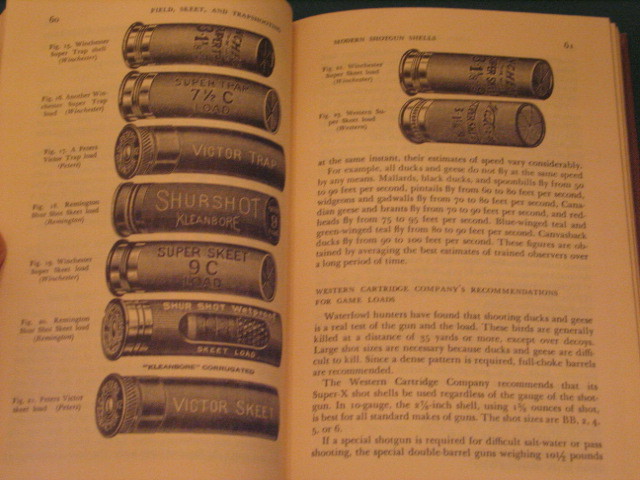 60
FIELD, SKEET, AND TRAPSHOOTING
Fig. 15. Winchester
Super Trap shell
(Winchester)
Fig. 16. Another Win-
chester Super Trap
load
(Winchester)
SUPER TRAP
7½ C
LOAD
Fig. 17. A Peters
Victor Trap load
(Peters)
VICTOR TRAP
Fig. 18. Remington
Shur Shot Skeet load
(Remington)
SHURSHOT
KLEANBORE
9
Fig. 19. Winchester
Super Skeet load
(Winchester)
SUPER SKEET
9 C
LOAD
Fig. 20. Remington
Shur Shot Skeet load
(Remington)
SHUR SHOT Wetproof
SKEET LOAD
"KLEANBORE" CORRUGATED
Fig. 21. Peters Victor
skeet load (Peters)
VICTOR SKEET
MODERN SHOTGUN SHELLS
61
Winchester
Super Skeet load
(Winchester)
Western Su-
per Skeet load
(Western)
at the same instant, their estimates of speed vary considerably.
For example, all ducks and geese do not fly at the same speed
by any means. Mallards, black ducks, and spoonbills fly from 50
to 90 feet per second, pintails fly from 60 to 80 feet per second,
widgeons and gadwalls fly from 70 to 80 feet per second, Cana-
dian geese and brants fly from 70 to 90 feet per second, and red-
heads fly from 75 to 95 feet per second. Blue-winged teal and
green-winged teal fly from 80 to 90 feet per second. Canvasback
ducks fly from 90 to 100 feet per second. These figures are ob-
tained by averaging the best estimates of trained observers over
a long period of time.
WESTERN CARTRIDGE COMPANY'S RECOMMENDATIONS
FOR GAME LOADS
Waterfowl hunters have found that shooting ducks and geese
is a real test of the gun and the load. These birds are generally
killed at a distance of 35 yards or more, except over decoys.
Large shot sizes are necessary because ducks and geese are diffi-
cult to kill. Since a dense pattern is required, full-choke barrels
are recommended.
The Western Cartridge Company recommends that its
Super-X shot shells be used regardless of the gauge of the shot-
gun. In 10-gauge, the 2⅞-inch shell, using 1⅝ ounces of shot,
is best for all standard makes of guns. The shot sizes are BB, 2, 4,
5, or 6.
If a special shotgun is required for difficult salt-water or pass
shooting, the special double-barrel guns weighing 10½ pounds